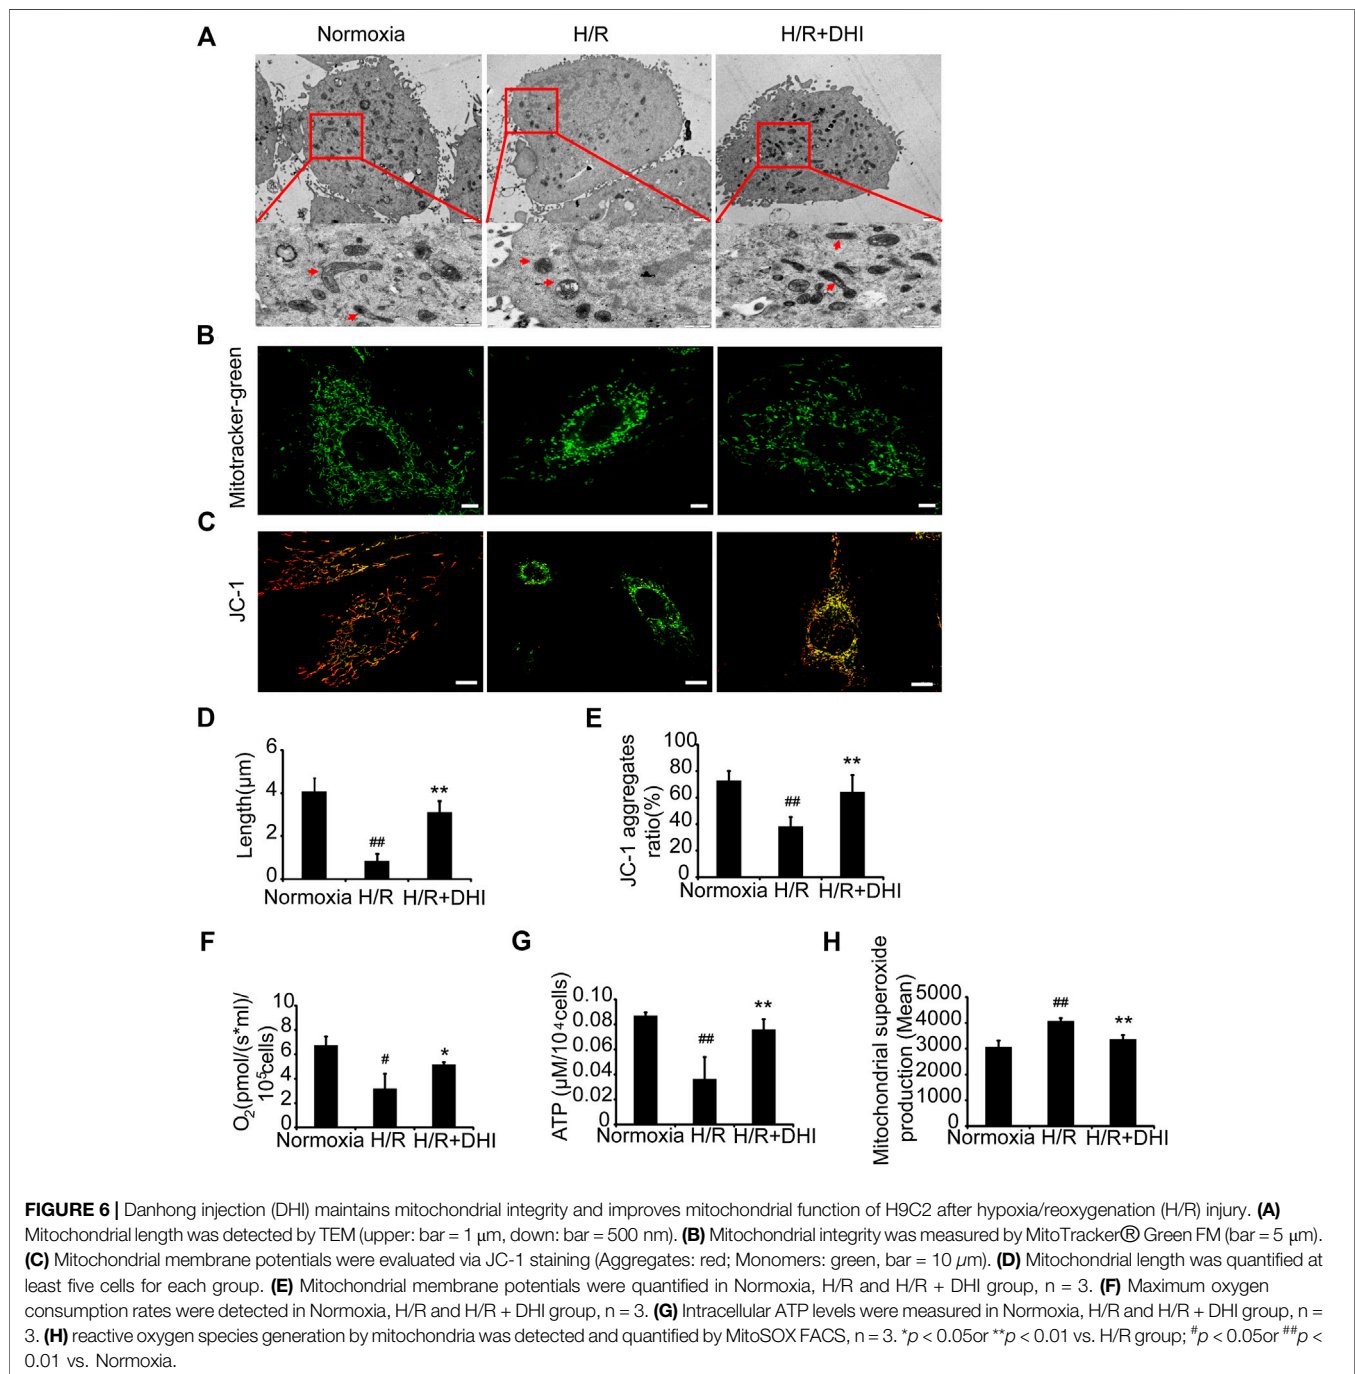 A
Normoxia
H/R
H/R+DHI
B
Mitotracker-green
C
JC-1
D
Length(μm)
6
4
2
0
##
**
Normoxia H/R H/R+DHI
E
JC-1 aggregates
ratio(%)
100
80
60
40
20
0
##
**
Normoxia H/R H/R+DHI
F
O₂(pmol/(s*ml)/
10⁵cells)
10
8
6
4
2
0
#
*
Normoxia H/R H/R+DHI
G
ATP (μM/10⁴cells)
0.10
0.08
0.06
0.04
0.02
0
##
**
Normoxia H/R H/R+DHI
H
Mitochondrial superoxide
production (Mean)
5000
4000
3000
2000
1000
0
##
**
Normoxia H/R H/R+DHI
FIGURE 6 | Danhong injection (DHI) maintains mitochondrial integrity and improves mitochondrial function of H9C2 after hypoxia/reoxygenation (H/R) injury. (A)
Mitochondrial length was detected by TEM (upper: bar = 1 μm, down: bar = 500 nm). (B) Mitochondrial integrity was measured by MitoTracker® Green FM (bar = 5 μm).
(C) Mitochondrial membrane potentials were evaluated via JC-1 staining (Aggregates: red; Monomers: green, bar = 10 μm). (D) Mitochondrial length was quantified at
least five cells for each group. (E) Mitochondrial membrane potentials were quantified in Normoxia, H/R and H/R + DHI group, n = 3. (F) Maximum oxygen
consumption rates were detected in Normoxia, H/R and H/R + DHI group, n = 3. (G) Intracellular ATP levels were measured in Normoxia, H/R and H/R + DHI group, n =
3. (H) reactive oxygen species generation by mitochondria was detected and quantified by MitoSOX FACS, n = 3. *p < 0.05or **p < 0.01 vs. H/R group; #p < 0.05or ##p <
0.01 vs. Normoxia.